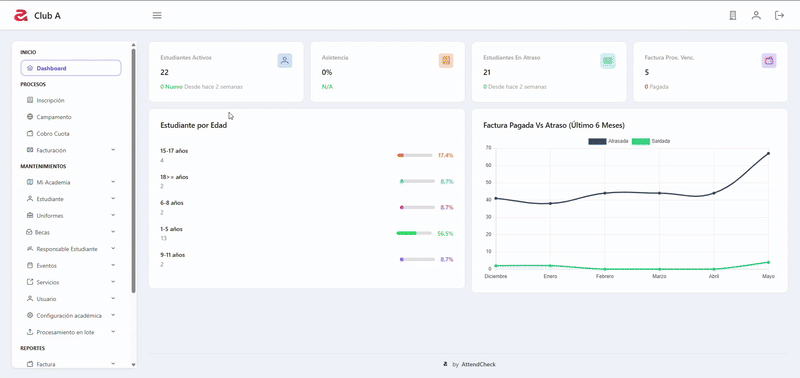 Club A
INICIO
Dashboard
PROCESOS
Inscripción
Campamento
Cobro Cuota
Facturación
MANTENIMIENTOS
Mi Academia
Estudiante
Uniformes
Becas
Responsable Estudiante
Eventos
Servicios
Usuario
Configuración académica
Procesamiento en lote
REPORTES
Factura
Estudiantes Activos
22
0 Nuevo Desde hace 2 semanas
Asistencia
0%
N/A
Estudiantes En Atraso
21
0 Desde hace 2 semanas
Factura Pros. Venc.
5
0 Pagada
Estudiante por Edad
15-17 años
4
17.4%
18>= años
2
8.7%
6-8 años
2
8.7%
1-5 años
13
56.5%
9-11 años
2
8.7%
Factura Pagada Vs Atraso (Último 6 Meses)
Atrasada Saldada
70
60
50
40
30
20
10
0
Diciembre Enero Febrero Marzo Abril Mayo
by AttendCheck